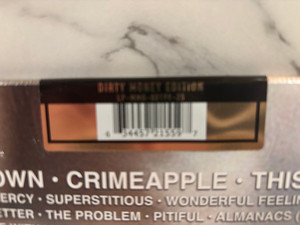 DIRTY MONEY EDITION
6 34457 21559 7
OWN · CRIMEAPPLE · THIS
ERCY · SUPERSTITIOUS · WONDERFUL FEELIN
ETTER · THE PROBLEM · PITIFUL · ALMANACS (